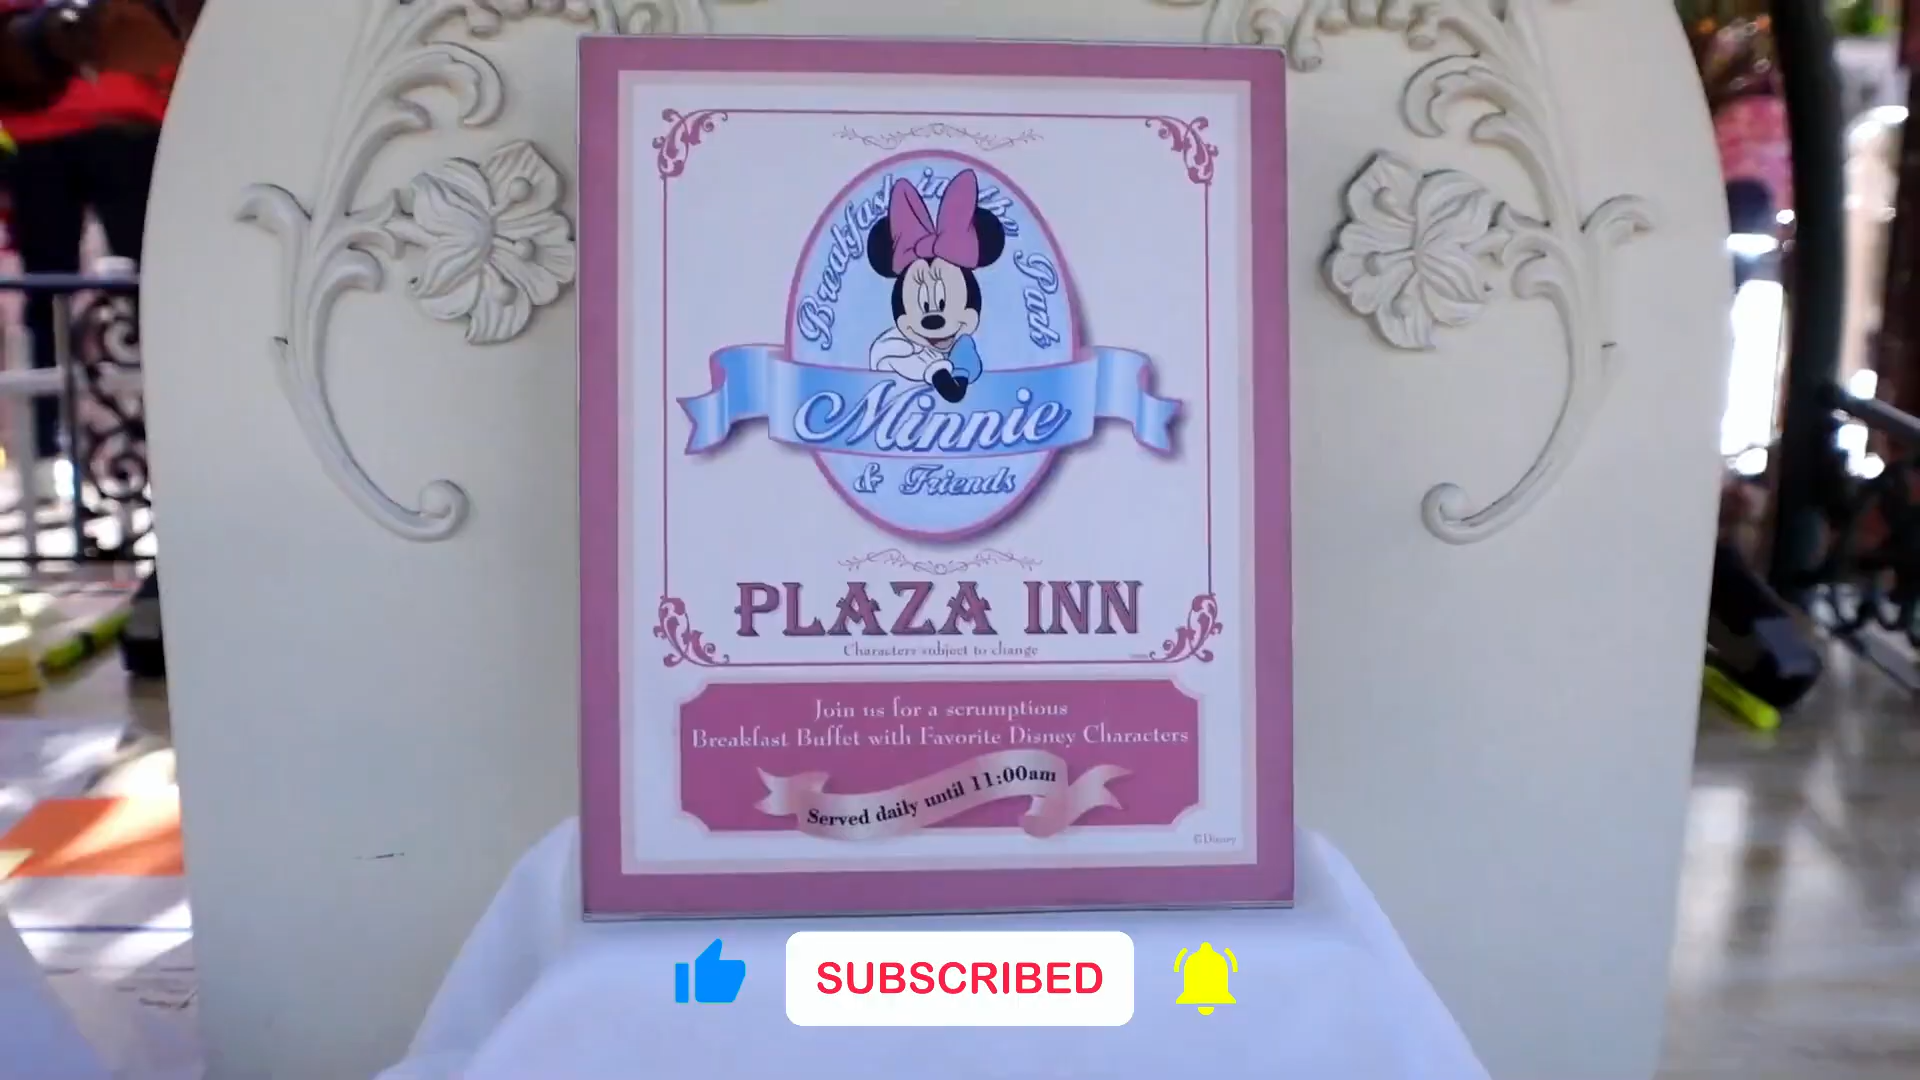 Breakfast in the Park
Minnie
& Friends
PLAZA INN
Characters subject to change
Join us for a scrumptious
Breakfast Buffet with Favorite Disney Characters
Served daily until 11:00am
©Disney
SUBSCRIBED